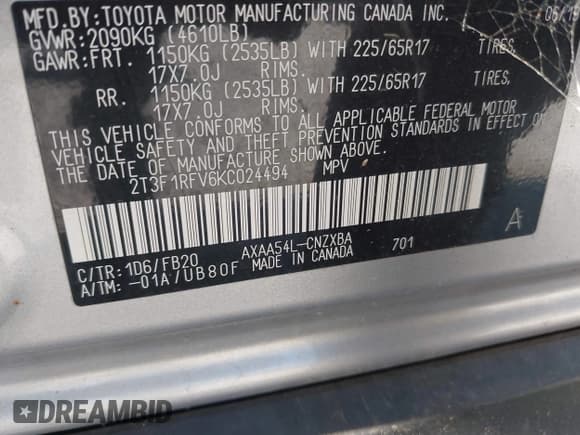 MFD.BY:TOYOTA MOTOR MANUFACTURING CANADA INC. 06/19
GVWR:2090KG (4610LB)
GAWR:FRT. 1150KG (2535LB) WITH 225/65R17 TIRES,
17X7.0J RIMS.
RR. 1150KG (2535LB) WITH 225/65R17 TIRES,
17X7.0J RIMS.
THIS VEHICLE CONFORMS TO ALL APPLICABLE FEDERAL MOTOR
VEHICLE SAFETY AND THEFT PREVENTION STANDARDS IN EFFECT ON
THE DATE OF MANUFACTURE SHOWN ABOVE.
2T3F1RFV6KC024494 MPV
A
C/TR:1D6/FB20 AXAA54L-CNZXBA 701
A/TM:-01A/UB80F MADE IN CANADA
DREAMBID